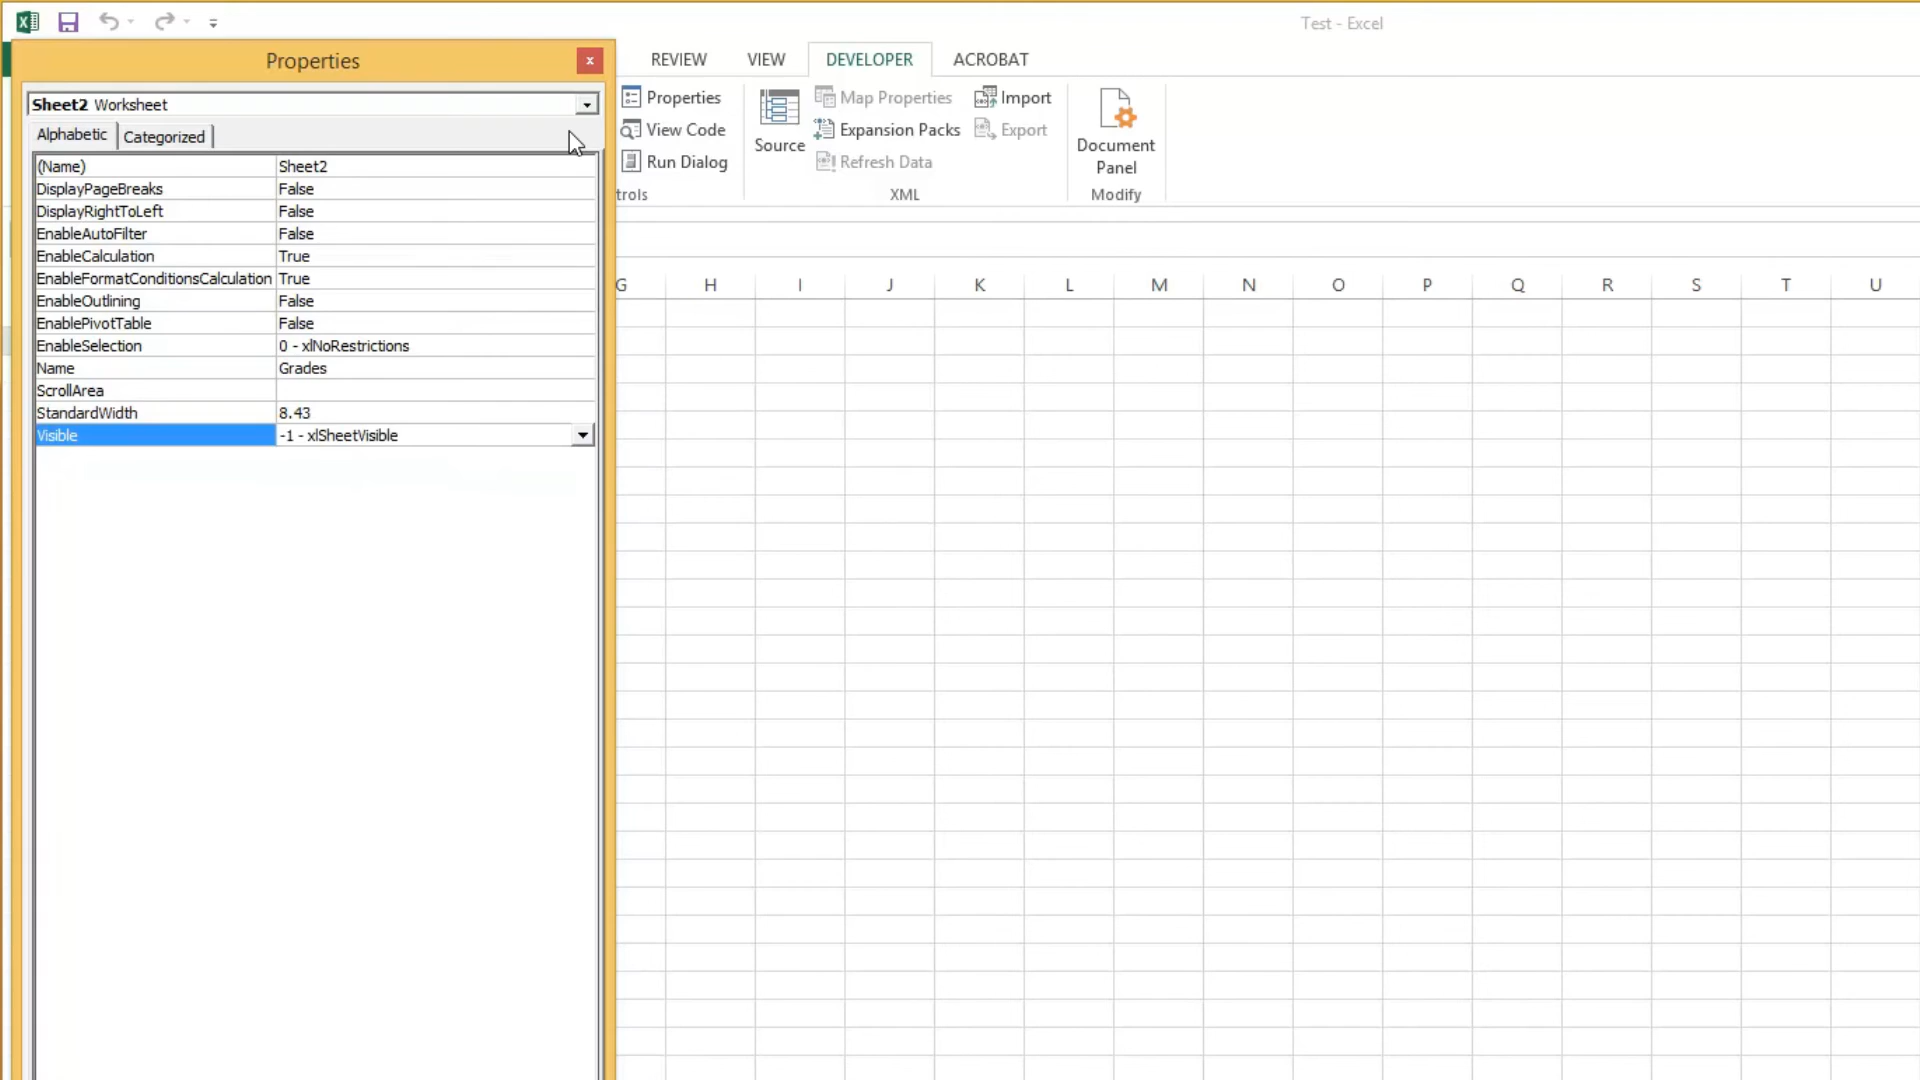 Test - Excel
Properties
x
REVIEW VIEW DEVELOPER ACROBAT
Sheet2 Worksheet
Alphabetic Categorized
Properties
View Code
Run Dialog
trols
Source
Map Properties
Expansion Packs
Refresh Data
Import
Export
XML
Document
Panel
Modify
(Name) Sheet2
DisplayPageBreaks False
DisplayRightToLeft False
EnableAutoFilter False
EnableCalculation True
EnableFormatConditionsCalculation True
EnableOutlining False
EnablePivotTable False
EnableSelection 0 - xlNoRestrictions
Name Grades
ScrollArea
StandardWidth 8.43
Visible -1 - xlSheetVisible
G H I J K L M N O P Q R S T U